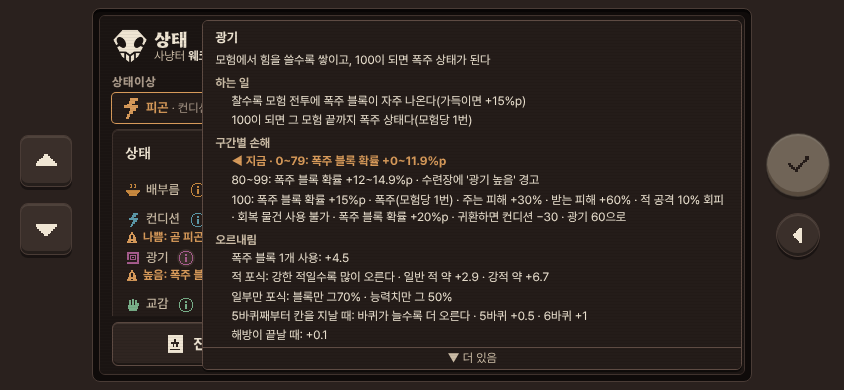 상태
사냥터 웨크
상태이상
피곤 · 컨디션
상태
배부름
컨디션
나쁨: 곧 피곤
광기
높음: 폭주 블
교감
전
광기
모험에서 힘을 쓸수록 쌓이고, 100이 되면 폭주 상태가 된다
하는 일
찰수록 모험 전투에 폭주 블록이 자주 나온다(가득이면 +15%p)
100이 되면 그 모험 끝까지 폭주 상태다(모험당 1번)
구간별 손해
◀ 지금 · 0~79: 폭주 블록 확률 +0~11.9%p
80~99: 폭주 블록 확률 +12~14.9%p · 수련장에 '광기 높음' 경고
100: 폭주 블록 확률 +15%p · 폭주(모험당 1번) · 주는 피해 +30% · 받는 피해 +60% · 적 공격 10% 회피
· 회복 물건 사용 불가 · 폭주 블록 확률 +20%p · 귀환하면 컨디션 −30 · 광기 60으로
오르내림
폭주 블록 1개 사용: +4.5
적 포식: 강한 적일수록 많이 오른다 · 일반 적 약 +2.9 · 강적 약 +6.7
일부만 포식: 블록만 그70% · 능력치만 그 50%
5바퀴째부터 칸을 지날 때: 바퀴가 늘수록 더 오른다 · 5바퀴 +0.5 · 6바퀴 +1
해방이 끝날 때: +0.1
▼ 더 있음